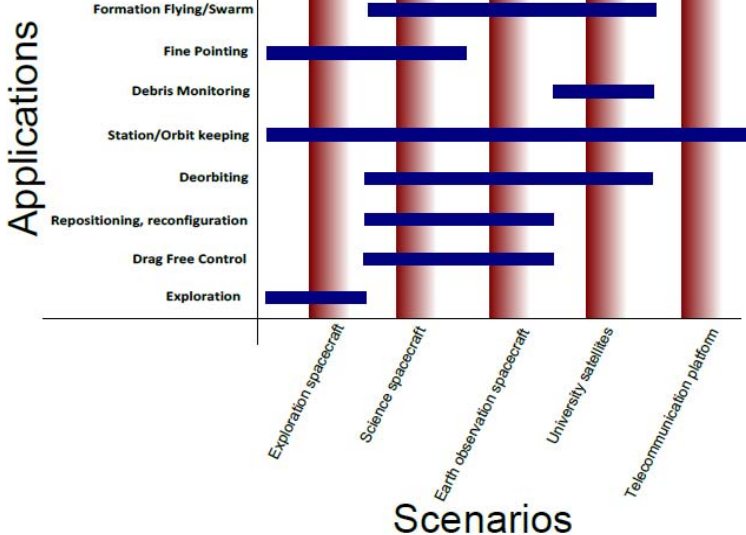 Applications
Formation Flying/Swarm
Fine Pointing
Debris Monitoring
Station/Orbit keeping
Deorbiting
Repositioning, reconfiguration
Drag Free Control
Exploration
Exploration spacecraft
Science spacecraft
Earth observation spacecraft
University satellites
Telecommunication platform
Scenarios